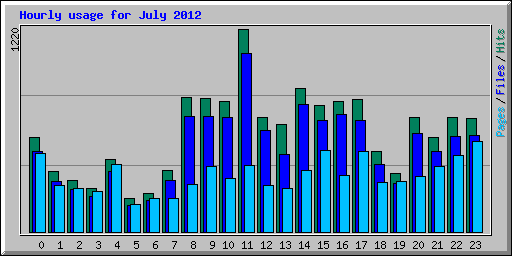 Hourly usage for July 2012
1220
Pages/Files/Hits
0 1 2 3 4 5 6 7 8 9 10 11 12 13 14 15 16 17 18 19 20 21 22 23